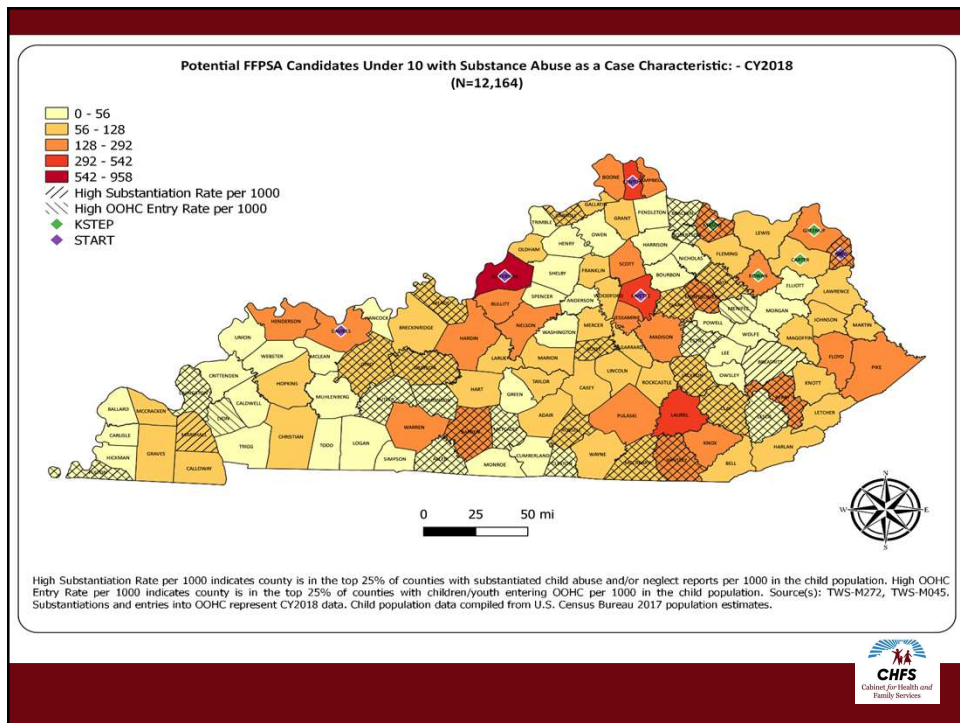 Potential FFPSA Candidates Under 10 with Substance Abuse as a Case Characteristic: - CY2018
(N=12,164)
0 - 56
56 - 128
128 - 292
292 - 542
542 - 958
High Substantiation Rate per 1000
High OOHC Entry Rate per 1000
KSTEP
START
BOONE
GALLATIN
PENDLETON
GRANT
TRIMBLE
OWEN
HENRY
HARRISON
LEWIS
OLDHAM
NICHOLAS
FLEMING
CARTER
SCOTT
SHELBY
FRANKLIN
BOURBON
ELLIOTT
LAWRENCE
SPENCER
ANDERSON
WOODFORD
BULLITT
MORGAN
HENDERSON
HANCOCK
NELSON
WASHINGTON
MERCER
MADISON
POWELL
WOLFE
JOHNSON
MARTIN
UNION
BRECKINRIDGE
HARDIN
GARRARD
LEE
MAGOFFIN
WEBSTER
MCLEAN
LARUE
MARION
LINCOLN
OWSLEY
FLOYD
PIKE
CRITTENDEN
HOPKINS
HART
TAYLOR
CASEY
ROCKCASTLE
KNOTT
MUHLENBERG
GREEN
CALDWELL
BALLARD
MCCRACKEN
ADAIR
PULASKI
LAUREL
LETCHER
CARLISLE
CHRISTIAN
WARREN
KNOX
HARLAN
HICKMAN
GRAVES
TRIGG
TODD
LOGAN
SIMPSON
MONROE
CUMBERLAND
WAYNE
BELL
CALLOWAY
N
W
E
S
0 25 50 mi
High Substantiation Rate per 1000 indicates county is in the top 25% of counties with substantiated child abuse and/or neglect reports per 1000 in the child population. High OOHC
Entry Rate per 1000 indicates county is in the top 25% of counties with children/youth entering OOHC per 1000 in the child population. Source(s): TWS-M272, TWS-M045.
Substantiations and entries into OOHC represent CY2018 data. Child population data compiled from U.S. Census Bureau 2017 population estimates.
CHFS
Cabinet for Health and
Family Services